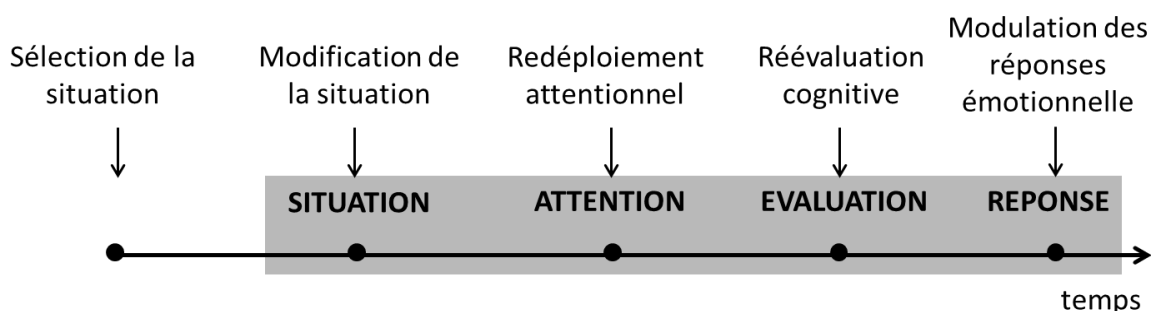 Sélection de la
situation
Modification de
la situation
Redéploiement
attentionnel
Réévaluation
cognitive
Modulation des
réponses
émotionnelle
SITUATION
ATTENTION
EVALUATION
REPONSE
temps